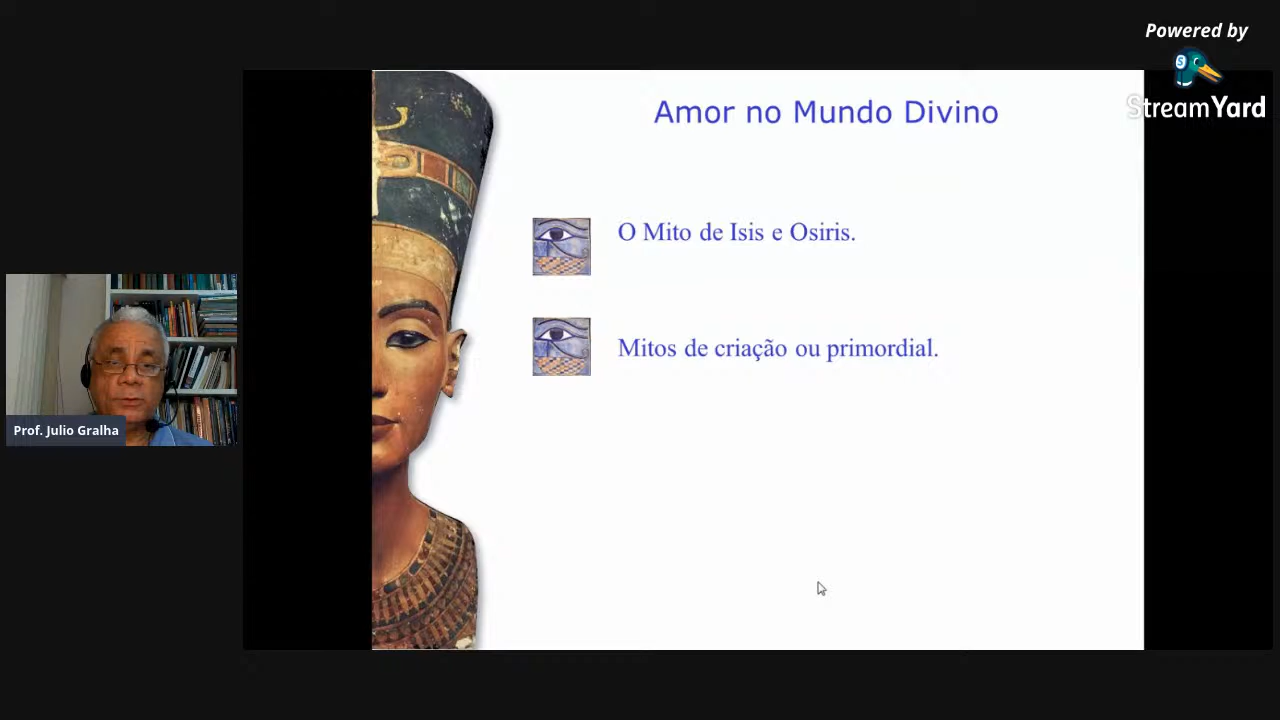 Powered by
StreamYard
Amor no Mundo Divino
O Mito de Isis e Osiris.
Mitos de criação ou primordial.
Prof. Julio Gralha